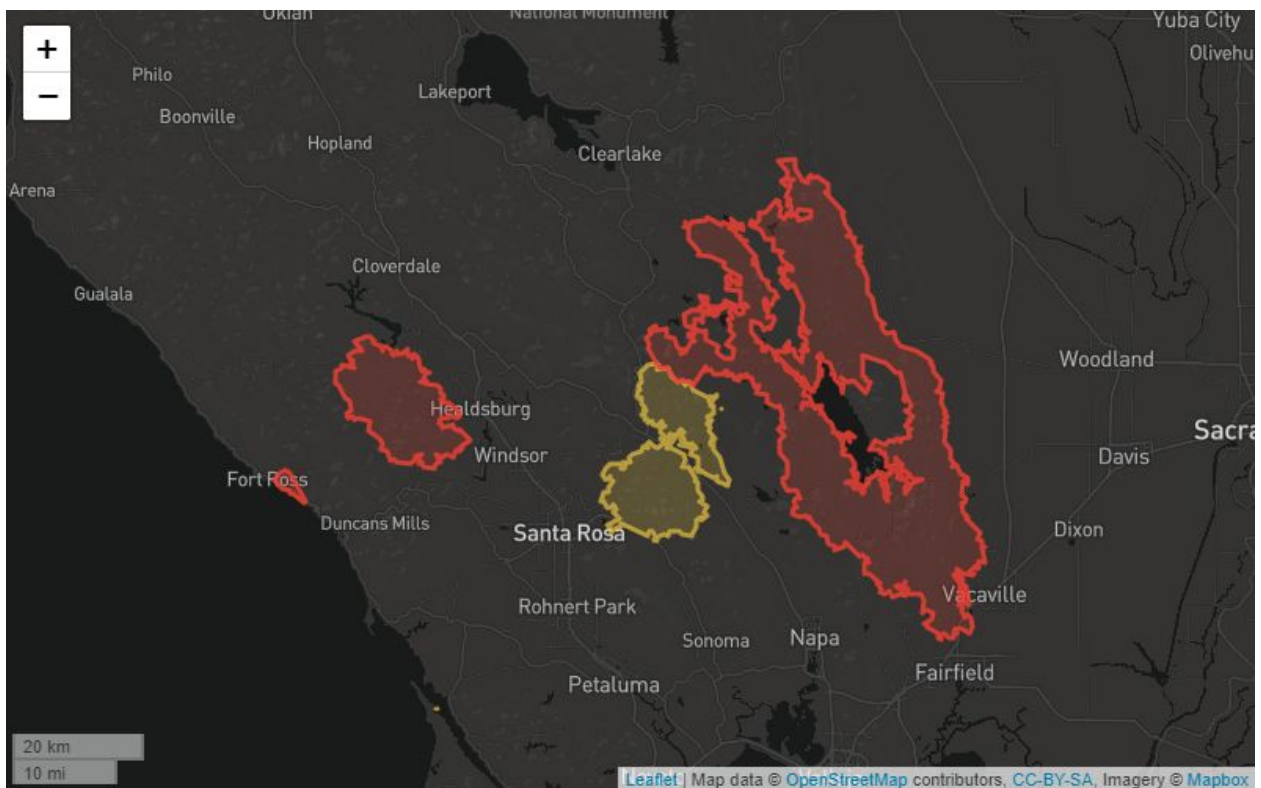 Ukiah
National Monument
Yuba City
+
Olivehu
Philo
Lakeport
−
Boonville
Hopland
Clearlake
Arena
Cloverdale
Gualala
Woodland
Healdsburg
Sacra
Windsor
Davis
Fort Ross
Duncans Mills
Santa Rosa
Dixon
Vacaville
Rohnert Park
Sonoma
Napa
Fairfield
Petaluma
20 km
10 mi
Leaflet | Map data © OpenStreetMap contributors, CC-BY-SA, Imagery © Mapbox